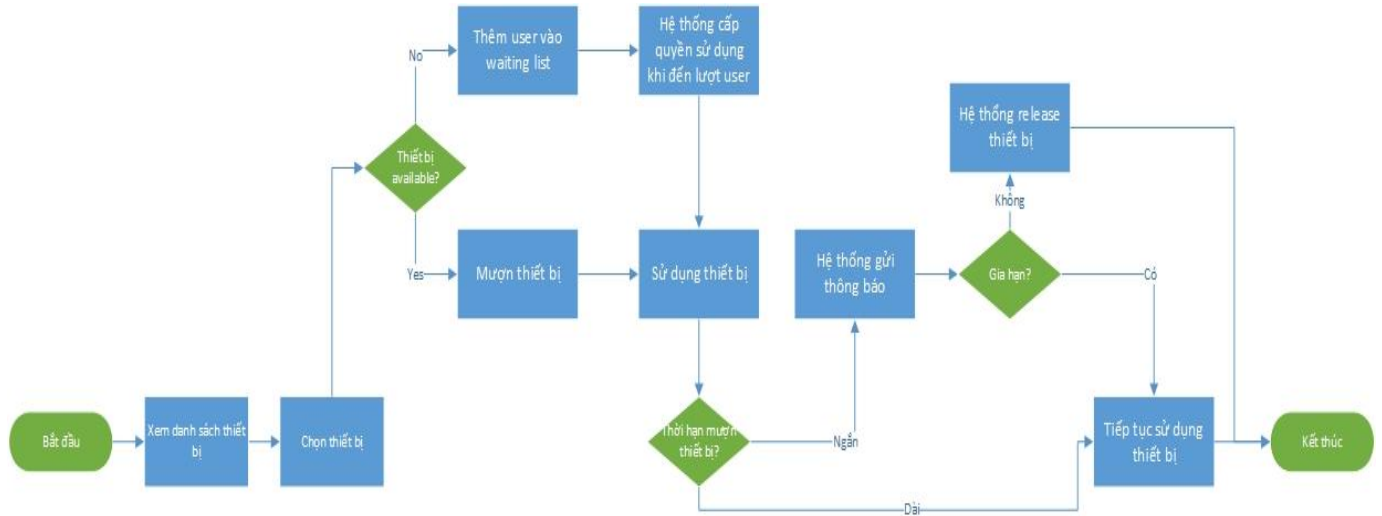 Thêm user vào
waiting list
Hệ thống cấp
quyền sử dụng
khi đến lượt user
No
Hệ thống release
thiết bị
Thiết bị
available?
Không
Yes
Mượn thiết bị
Sử dụng thiết bị
Hệ thống gửi
thông báo
Gia hạn?
Có
Bắt đầu
Xem danh sách thiết
bị
Chọn thiết bị
Thời hạn mượn
thiết bị?
Ngắn
Tiếp tục sử dụng
thiết bị
Kết thúc
Dài